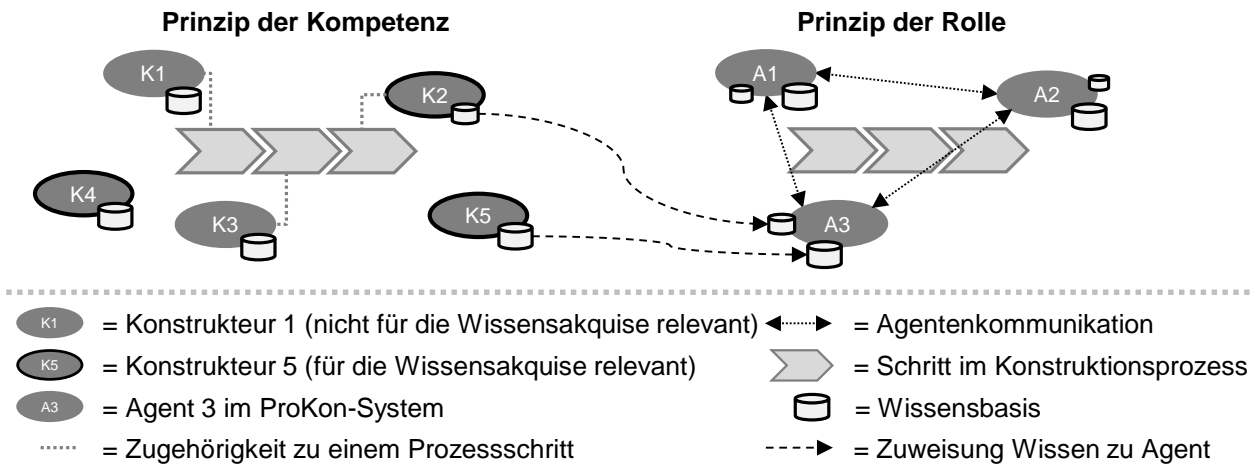 Prinzip der Kompetenz
Prinzip der Rolle
K1
K2
K4
K3
K5
A1
A2
A3
K1 = Konstrukteur 1 (nicht für die Wissensakquise relevant)
K5 = Konstrukteur 5 (für die Wissensakquise relevant)
A3 = Agent 3 im ProKon-System
= Zugehörigkeit zu einem Prozessschritt
= Agentenkommunikation
= Schritt im Konstruktionsprozess
= Wissensbasis
= Zuweisung Wissen zu Agent